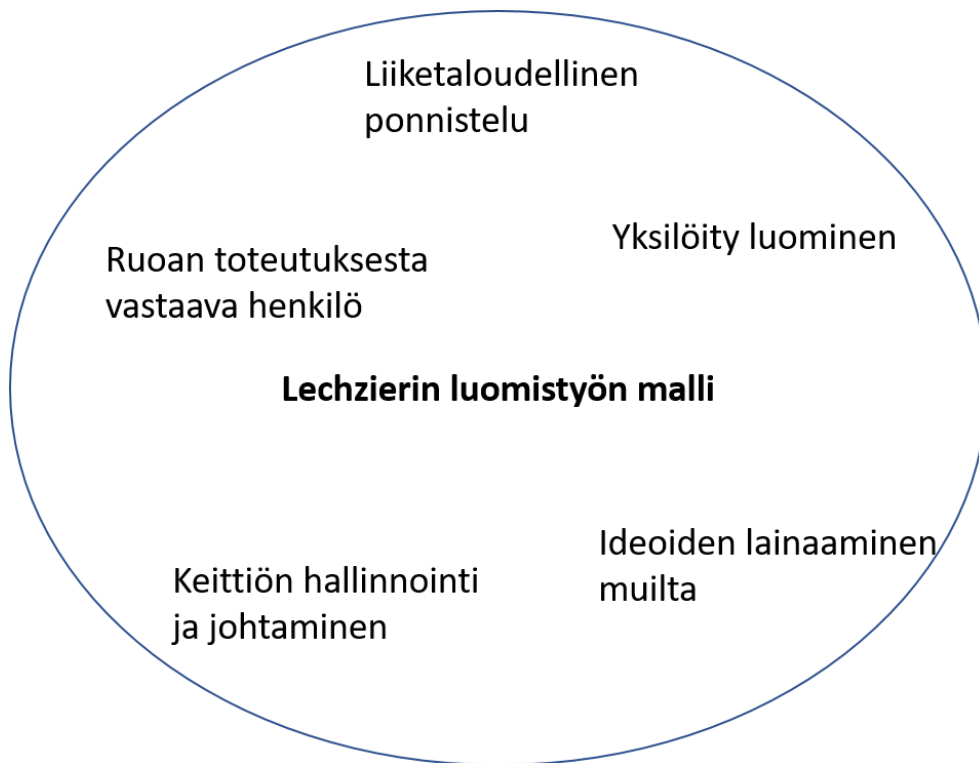 Liiketaloudellinen
ponnistelu
Yksilöity luominen
Ruoan toteutuksesta
vastaava henkilö
Lechzierin luomistyön malli
Ideoiden lainaaminen
muilta
Keittiön hallinnointi
ja johtaminen